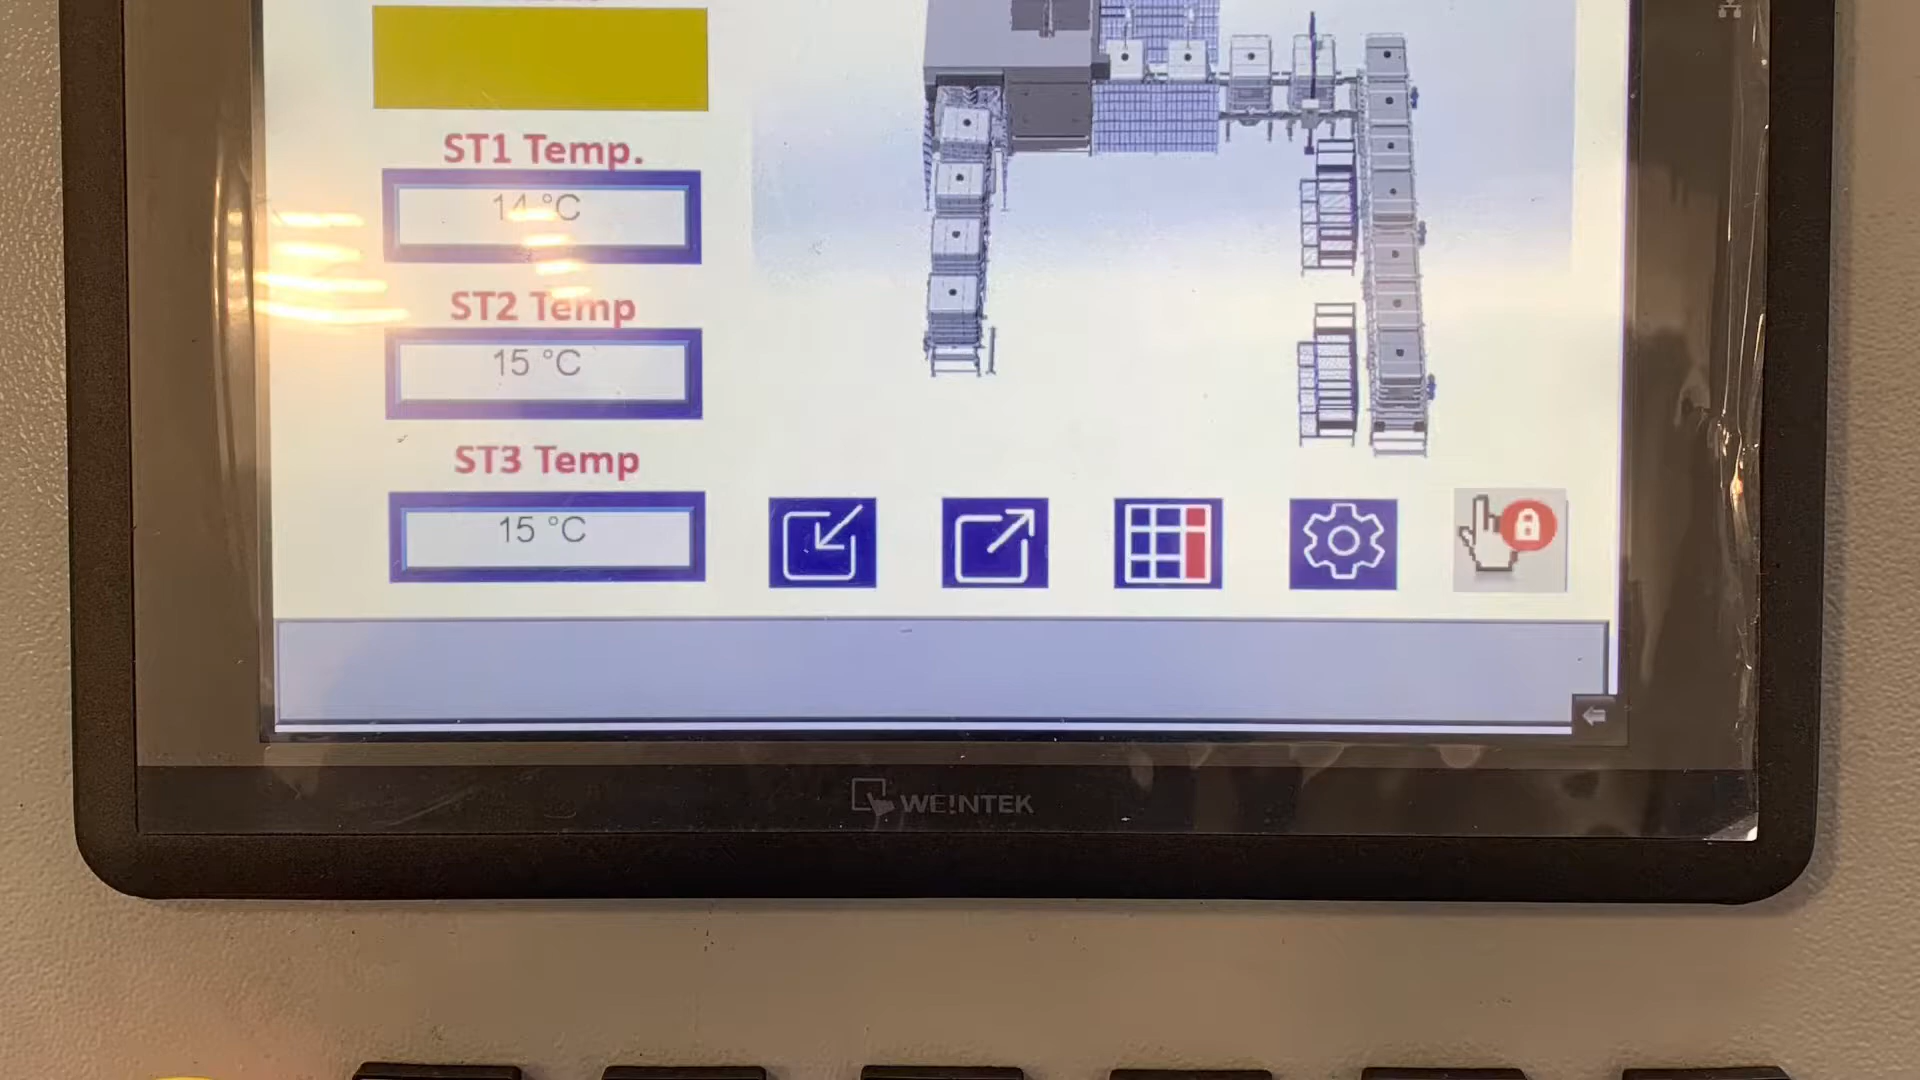 ST1 Temp.
14 °C
ST2 Temp
15 °C
ST3 Temp
15 °C
WE!NTEK